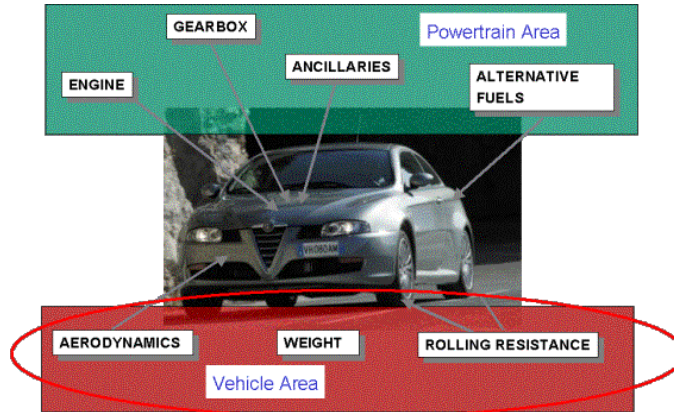 GEARBOX
Powertrain Area
ANCILLARIES
ENGINE
ALTERNATIVE
FUELS
AERODYNAMICS
WEIGHT
ROLLING RESISTANCE
Vehicle Area